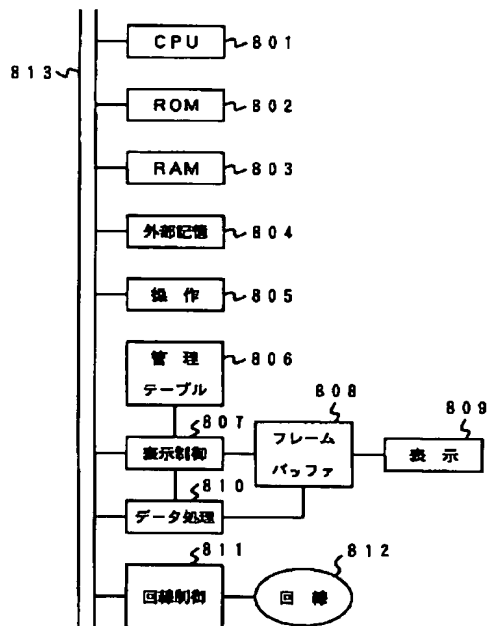 CPU 801
813
ROM 802
RAM 803
外部記憶 804
操作 805
管理 806
テーブル
808
807
809
フレーム
表示制御
表示
バッファ
810
データ処理
811
812
回線制御
回線